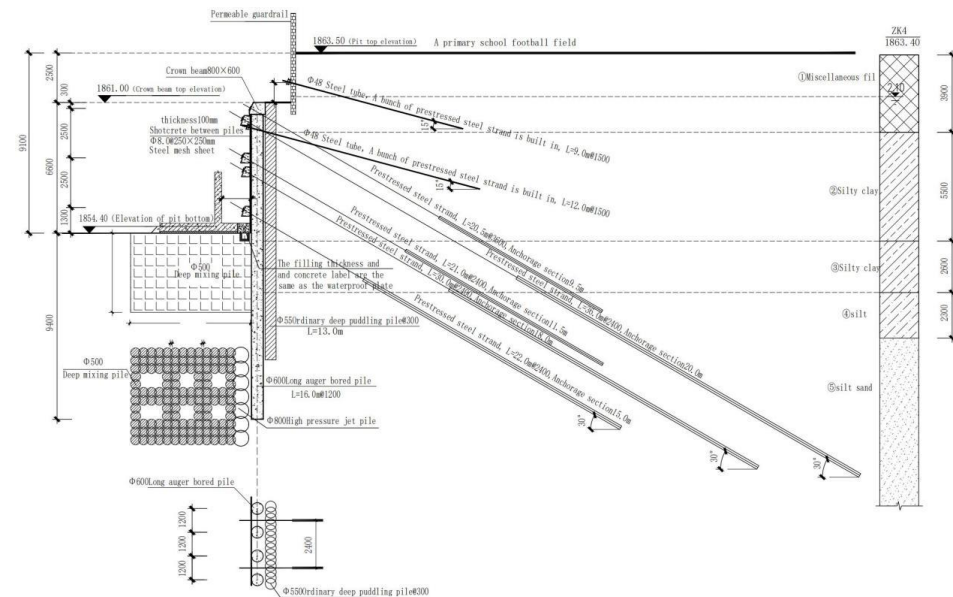 Permeable guardrail
1863.50 (Pit top elevation)
A primary school football field
ZK4
1863.40
Crown beam800×600
1861.00 (Crown beam top elevation)
Φ48 Steel tube, A bunch of prestressed steel strand is built in, L=9.0m@1500
15°
①Miscellaneous fil
2.10
3900
2500
300
9100
thickness100mm
Shotcrete between piles
Φ8.0@250×250mm
Steel mesh sheet
Φ48 Steel tube, A bunch of prestressed steel strand is built in, L=12.0m@1500
15°
2500
6600
2500
1300
②Silty clay
5500
1854.40 (Elevation of pit bottom)
Prestressed steel strand, L=20.5m@3600, Anchorage section9.5m
Prestressed steel strand, L=36.0m@2400, Anchorage section20.0m
Prestressed steel strand, L=21.0m@2400, Anchorage section11.5m
Prestressed steel strand, L=30.0m@2400, Anchorage section18.0m
Prestressed steel strand, L=22.0m@2400, Anchorage section15.0m
③Silty clay
2600
Φ500
Deep mixing pile
The filling thickness and
and concrete label are the
same as the waterproof plate
④silt
2300
9400
Φ550rdinary deep puddling pile@300
L=13.0m
Φ500
Deep mixing pile
Φ600Long auger bored pile
L=16.0m@1200
⑤silt sand
Φ800High pressure jet pile
30°
30°
30°
Φ600Long auger bored pile
1200
1200
1200
2400
Φ5500rdinary deep puddling pile@300